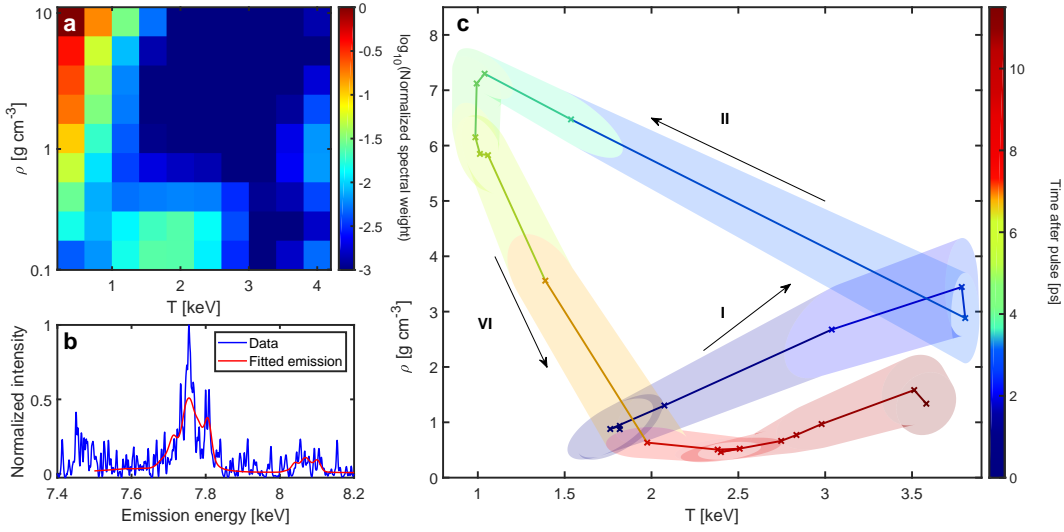 a
10
1
0.1
ρ [g cm-3]
1
2
3
4
T [keV]
0
-0.5
-1
-1.5
-2
-2.5
-3
log10(Normalized spectral weight)
b
1
0.5
0
Normalized intensity
Data
Fitted emission
7.4
7.6
7.8
8
8.2
Emission energy [keV]
c
8
7
6
5
4
3
2
1
0
ρ [g cm-3]
II
I
VI
1
1.5
2
2.5
3
3.5
T [keV]
10
8
6
4
2
0
Time after pulse [ps]